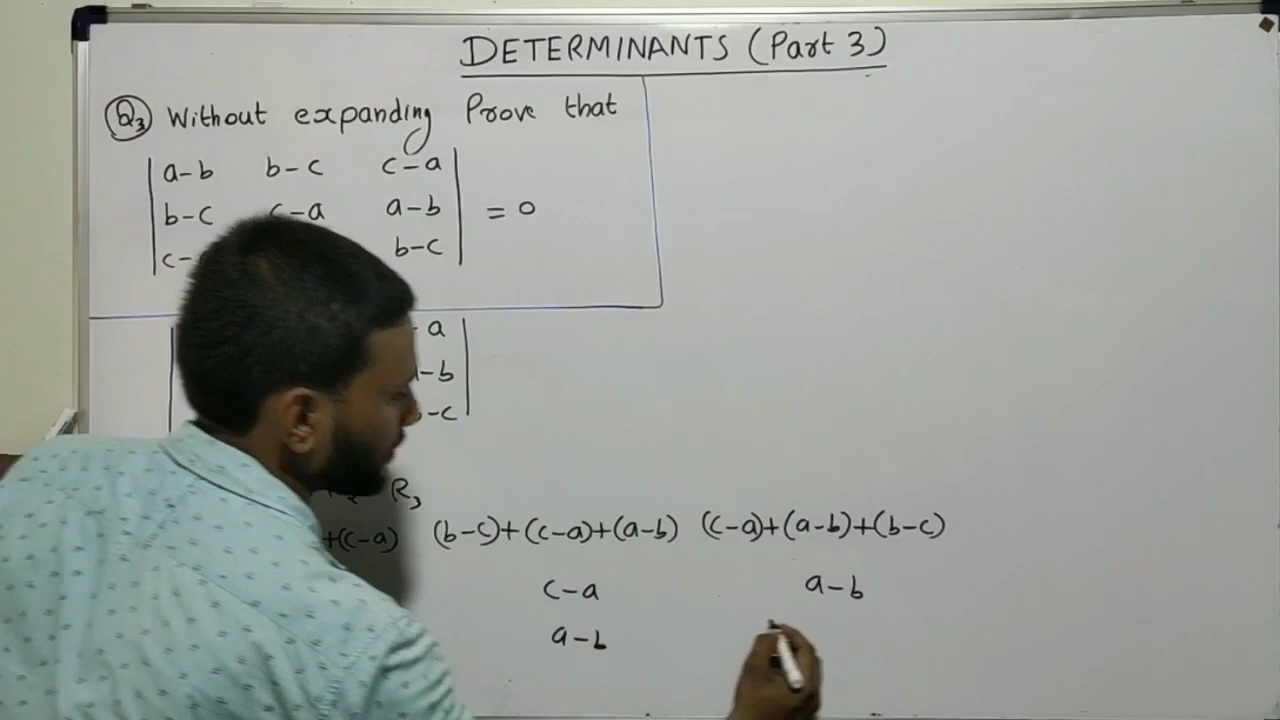 DETERMINANTS (Part 3)
Q3 Without expanding Prove that
a-b b-c c-a
b-c c-a a-b = 0
c- b-c
a
-b
-c
R3
+(c-a) (b-c)+(c-a)+(a-b) (c-a)+(a-b)+(b-c)
c-a a-b
a-b